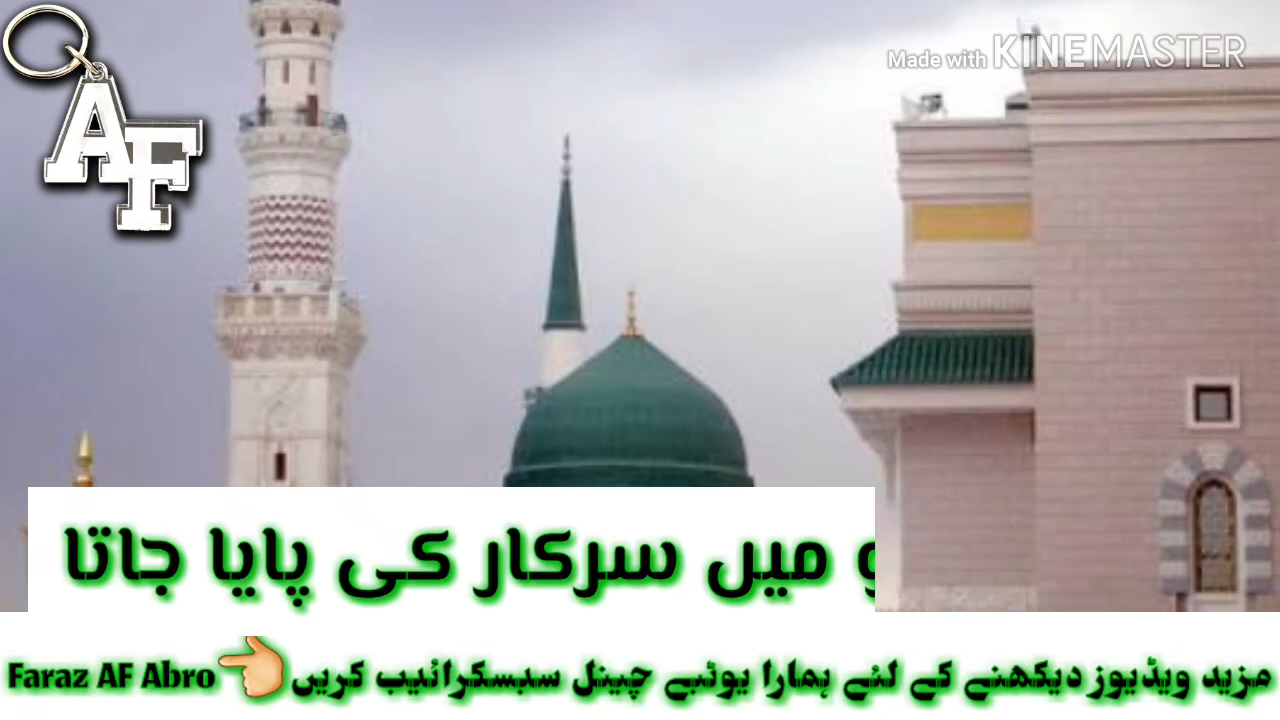 Made with KINEMASTER
AF
میں سرکار کی پایا جاتا
مزید ویڈیوز دیکھنے کے لئے ہمارا یوٹیب چینل سبسکرائیب کریں Faraz AF Abro